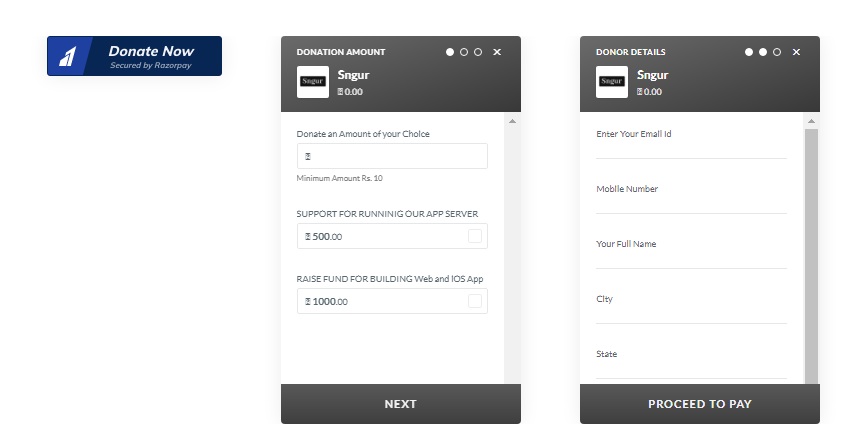 Donate Now
Secured by Razorpay
DONATION AMOUNT
Sngur
Sngur
0.00
Donate an Amount of your Choice
Minimum Amount Rs. 10
SUPPORT FOR RUNNINIG OUR APP SERVER
500.00
RAISE FUND FOR BUILDING Web and IOS App
1000.00
NEXT
DONOR DETAILS
Sngur
Sngur
0.00
Enter Your Email Id
Mobile Number
Your Full Name
City
State
PROCEED TO PAY